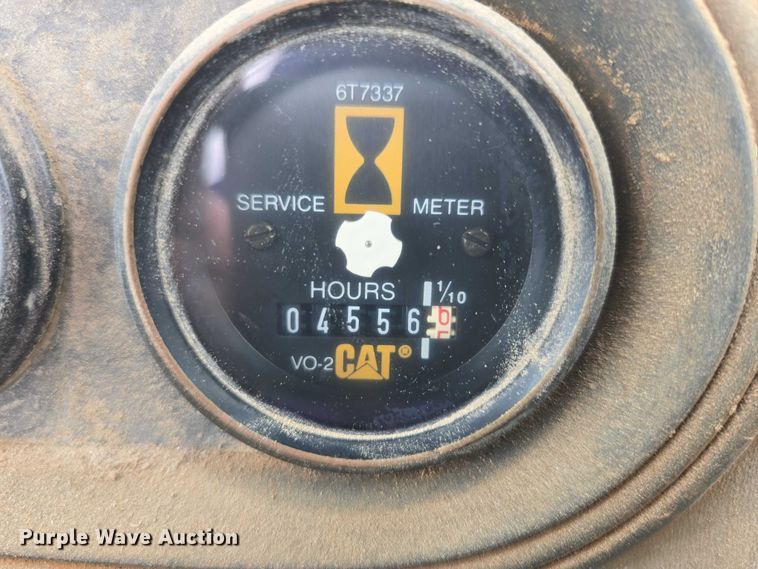 6T7337
SERVICE METER
HOURS 1/10
04556
VO-2 CAT®
Purple Wave Auction